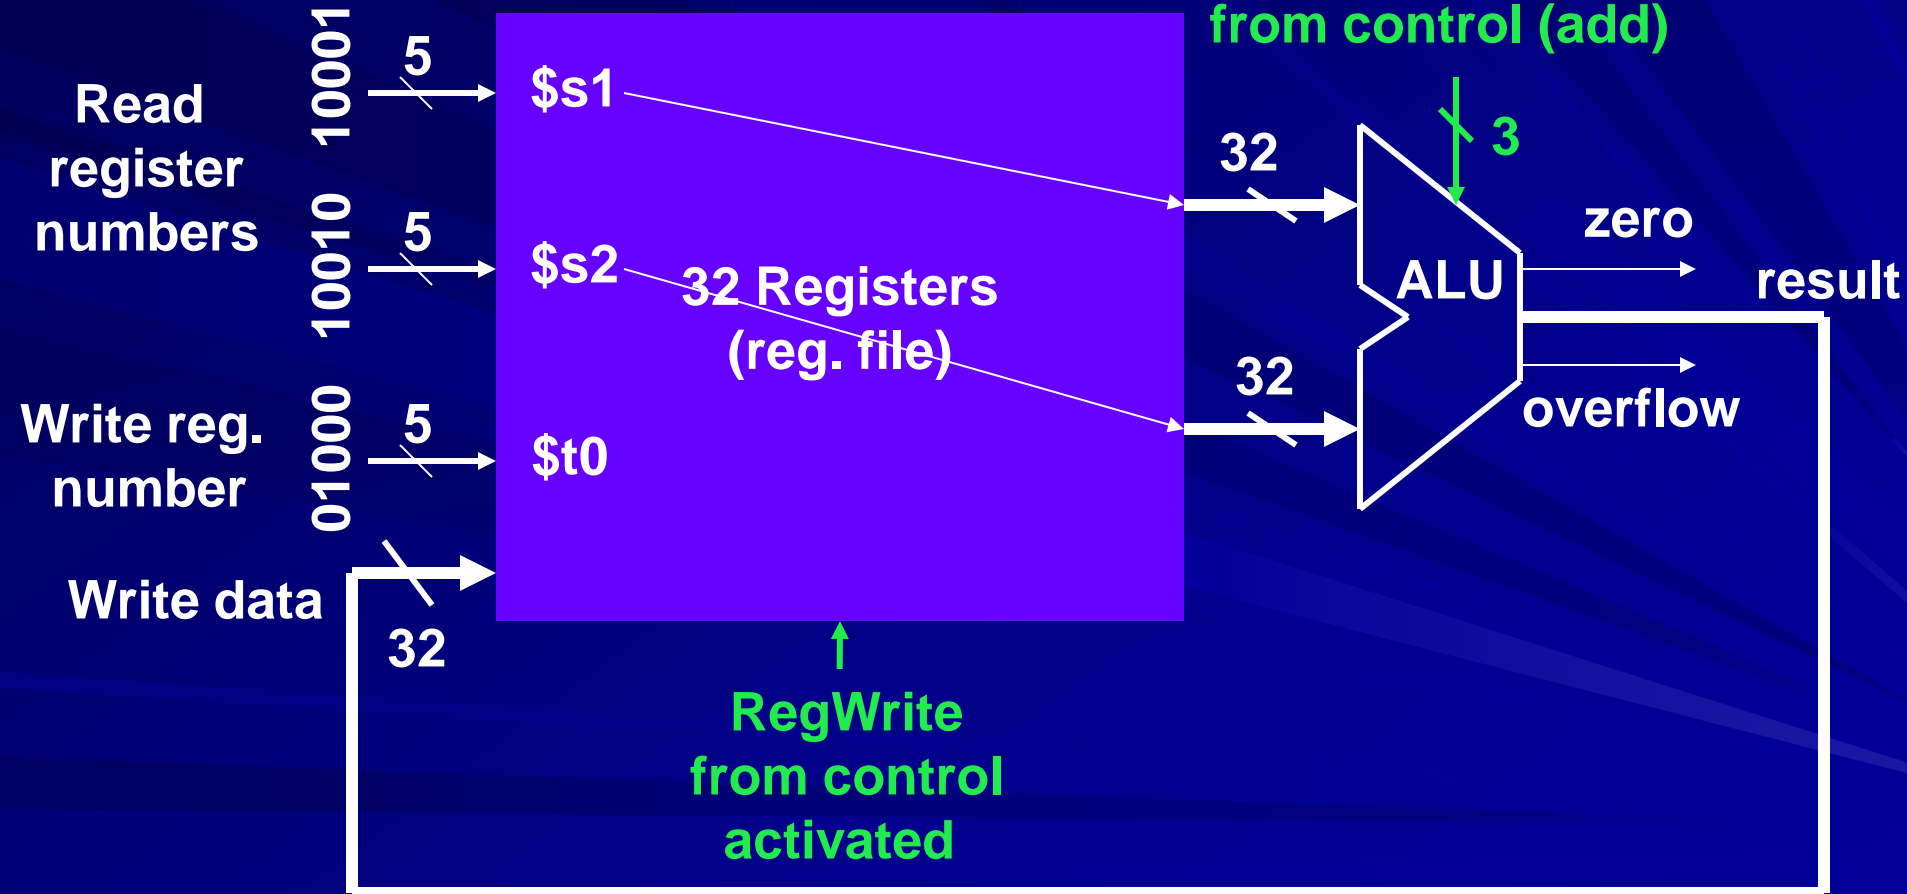 from control (add)
10001
5
$s1
Read
register
numbers
3
32
10010
5
$s2
zero
32 Registers
(reg. file)
ALU
result
32
overflow
Write reg.
number
01000
5
$t0
Write data
32
RegWrite
from control
activated